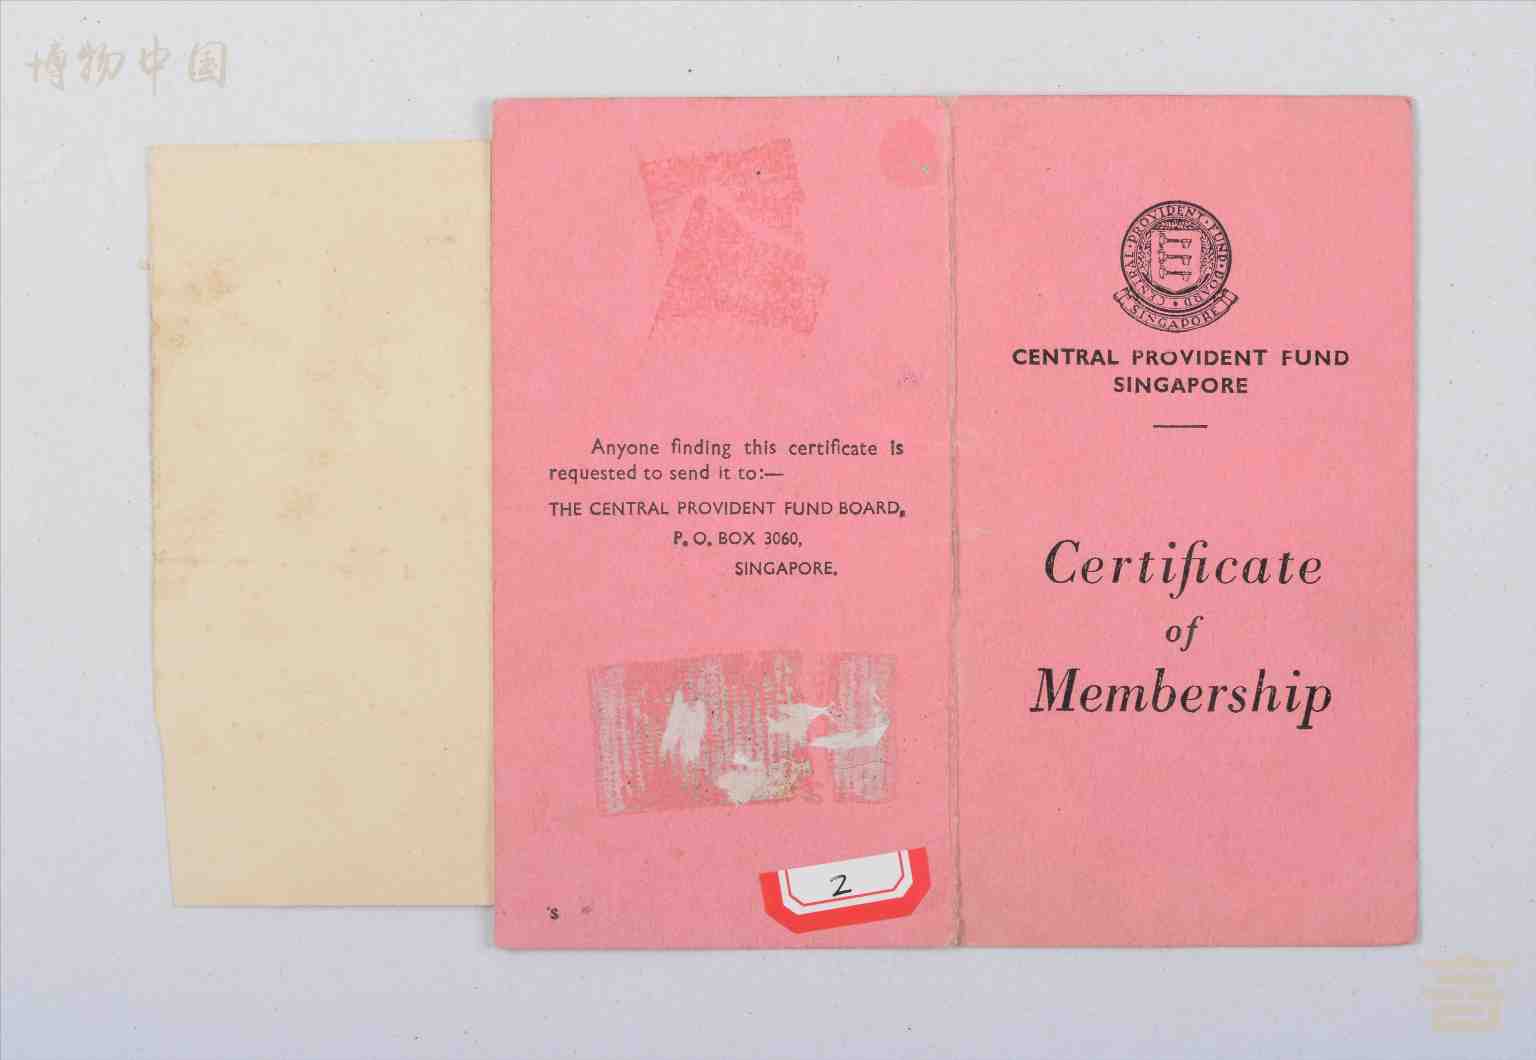 博物中国
Anyone finding this certificate is
requested to send it to:—
THE CENTRAL PROVIDENT FUND BOARD,
P. O. BOX 3060,
SINGAPORE.
2
's
CENTRAL · PROVIDENT · FUND · BOARD
CENTRAL
SINGAPORE
CENTRAL PROVIDENT FUND
SINGAPORE
Certificate
of
Membership